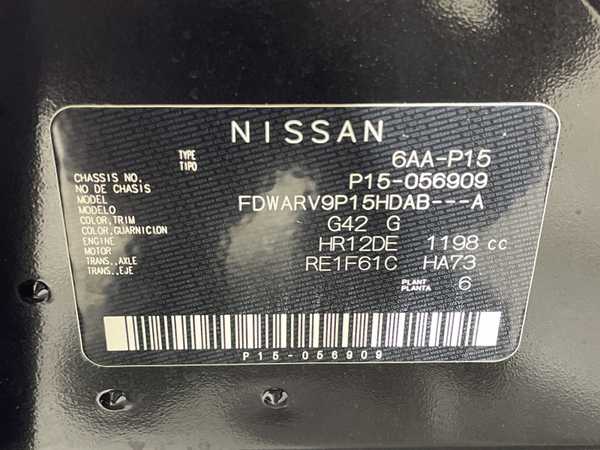 NISSAN
TYPE 6AA-P15
TIPO
CHASSIS NO. P15-056909
NO DE CHASSIS
MODEL FDWARV9P15HDAB---A
MODELO
COLOR,TRIM G42 G
COLOR,GUARNICION
ENGINE HR12DE 1198 cc
MOTOR
TRANS.,AXLE RE1F61C HA73
TRANS.,EJE
PLANT 6
PLANTA
P15-056909